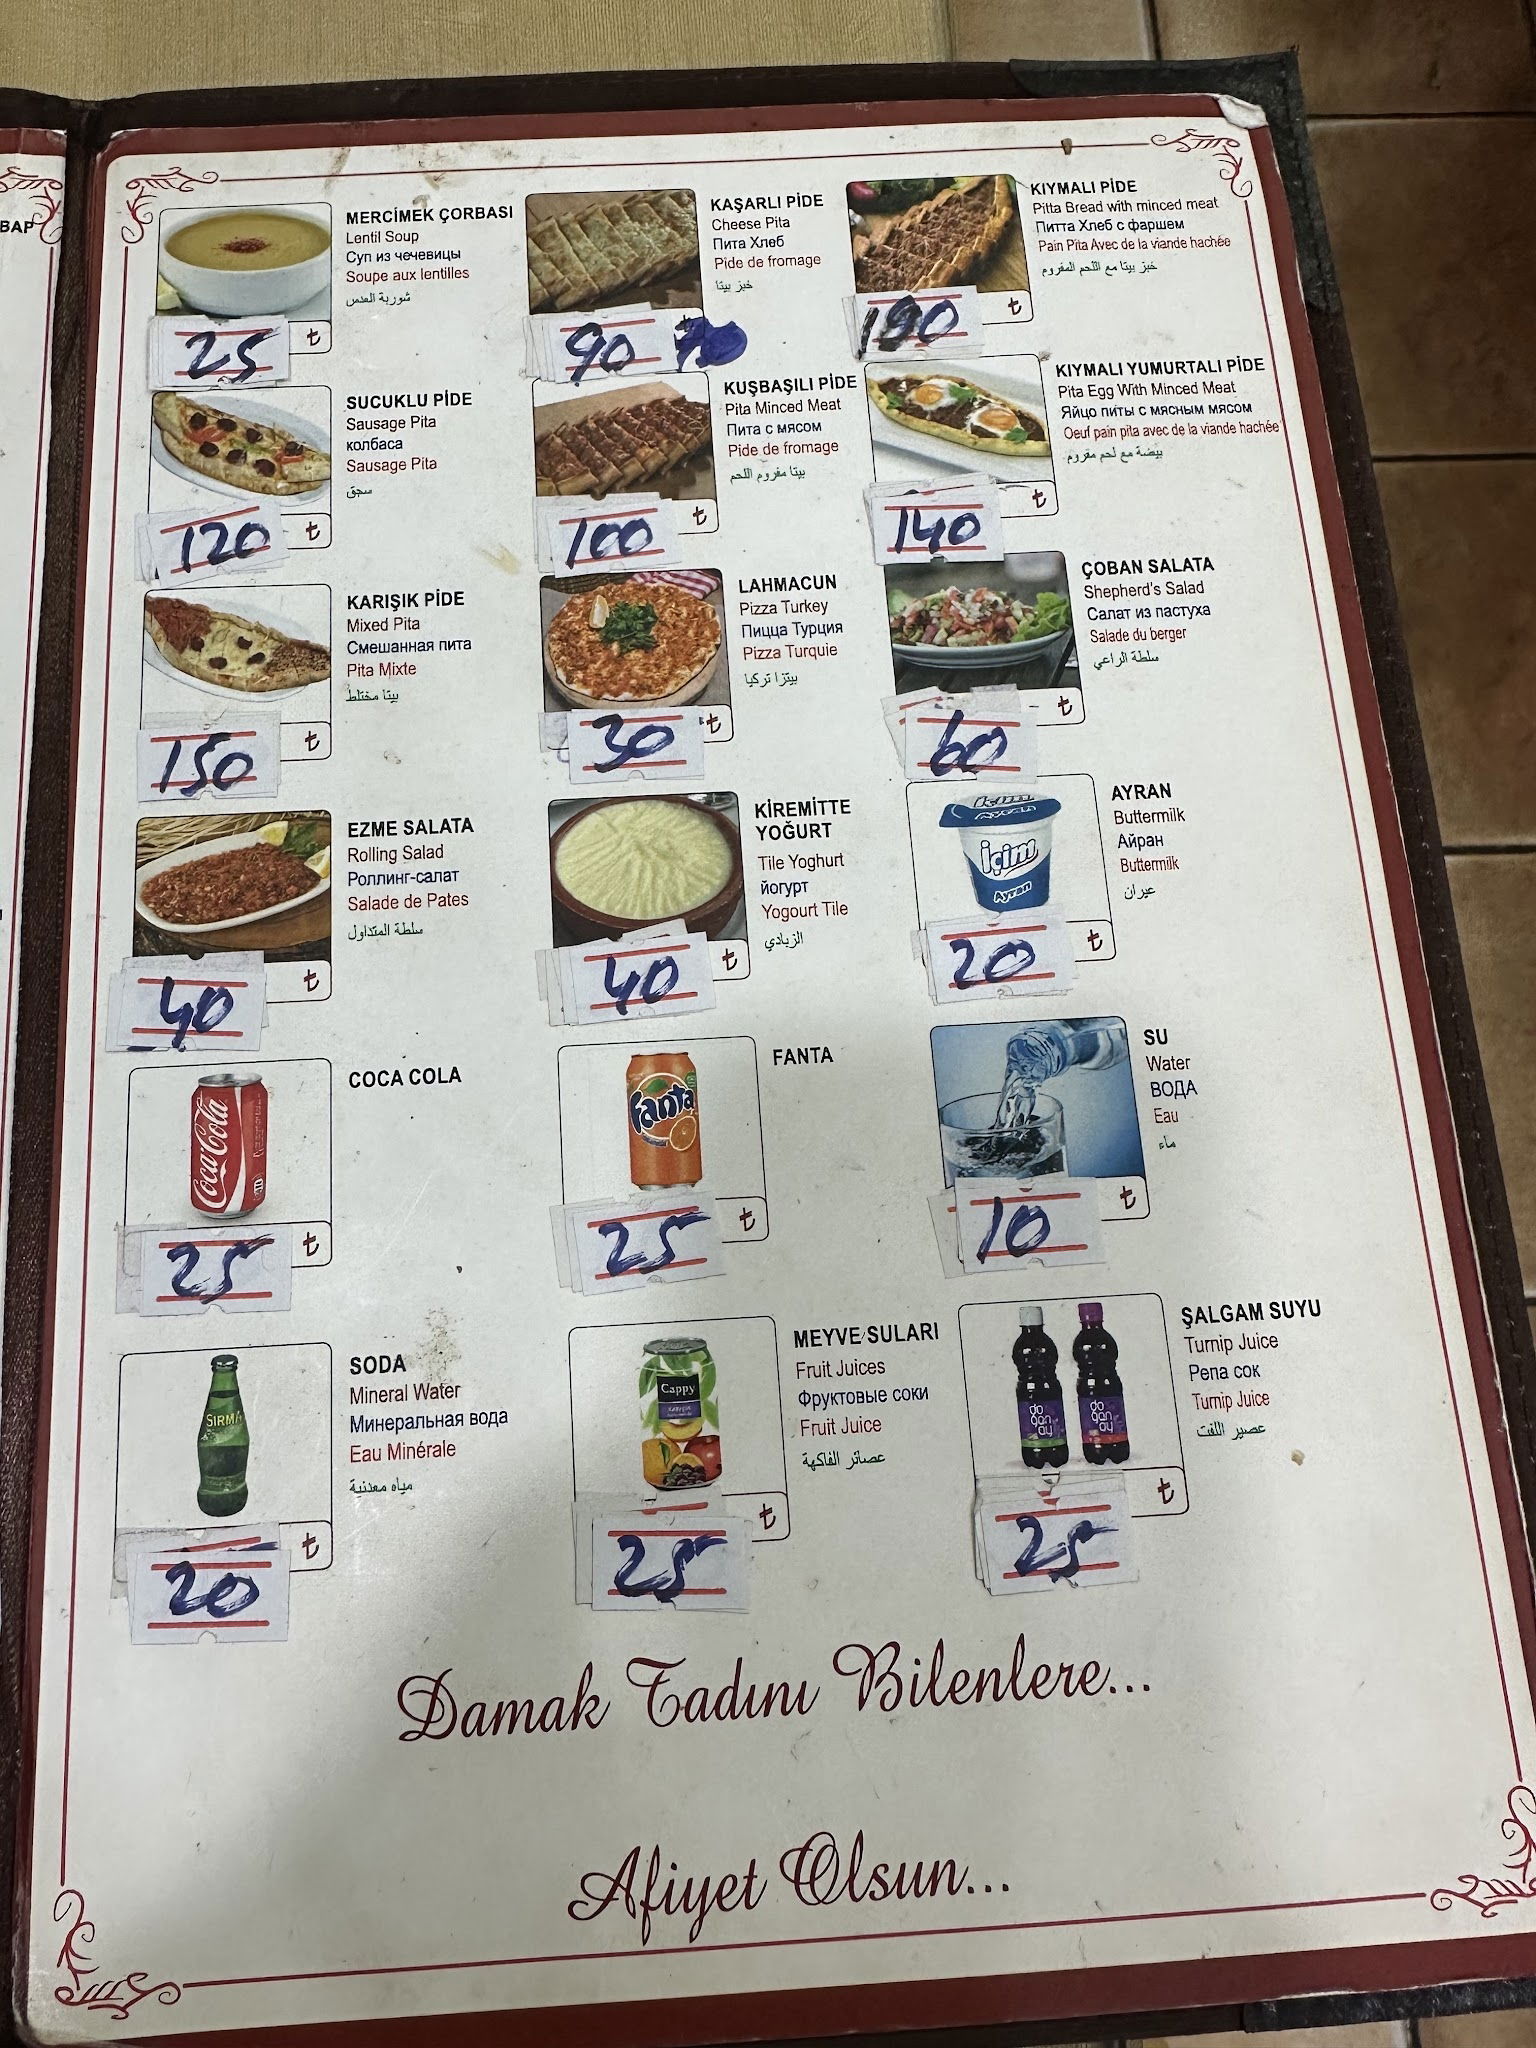 BAP
MERCİMEK ÇORBASI
Lentil Soup
Суп из чечевицы
Soupe aux lentilles
شوربة العدس
25 ₺
KAŞARLI PİDE
Cheese Pita
Пита Хлеб
Pide de fromage
خبز بيتا
90
KIYMALI PİDE
Pitta Bread with minced meat
Питта Хлеб с фаршем
Pain Pita Avec de la viande hachée
خبز بيتا مع اللحم المفروم
₺
SUCUKLU PİDE
Sausage Pita
колбаса
Sausage Pita
سجق
120 ₺
KUŞBAŞILI PİDE
Pita Minced Meat
Пита с мясом
Pide de fromage
بيتا مفروم اللحم
100 ₺
KIYMALI YUMURTALI PİDE
Pita Egg With Minced Meat
Яйцо питы с мясным мясом
Oeuf pain pita avec de la viande hachée
بيضة مع لحم مفروم
140 ₺
KARIŞIK PİDE
Mixed Pita
Смешанная пита
Pita Mixte
بيتا مختلط
150 ₺
LAHMACUN
Pizza Turkey
Пицца Турция
Pizza Turquie
بيتزا تركيا
30 ₺
ÇOBAN SALATA
Shepherd's Salad
Салат из пастуха
Salade du berger
سلطة الراعي
60 ₺
EZME SALATA
Rolling Salad
Роллинг-салат
Salade de Pates
سلطة المتداول
40 ₺
KİREMİTTE
YOĞURT
Tile Yoghurt
йогурт
Yogourt Tile
الزبادي
40 ₺
AYRAN
Buttermilk
Айран
Buttermilk
عيران
içim
Ayran
20 ₺
COCA COLA
Coca-Cola
25 ₺
FANTA
Fanta
25 ₺
SU
Water
ВОДА
Eau
ماء
10 ₺
SODA
Mineral Water
Минеральная вода
Eau Minérale
مياه معدنية
SIRMA
20 ₺
MEYVE SULARI
Fruit Juices
Фруктовые соки
Fruit Juice
عصائر الفاكهة
Cappy
25 ₺
ŞALGAM SUYU
Turnip Juice
Репа сок
Turnip Juice
عصير اللفت
do
gan
ay
do
gan
ay
25 ₺
Damak Tadını Bilenlere...
Afiyet Olsun...